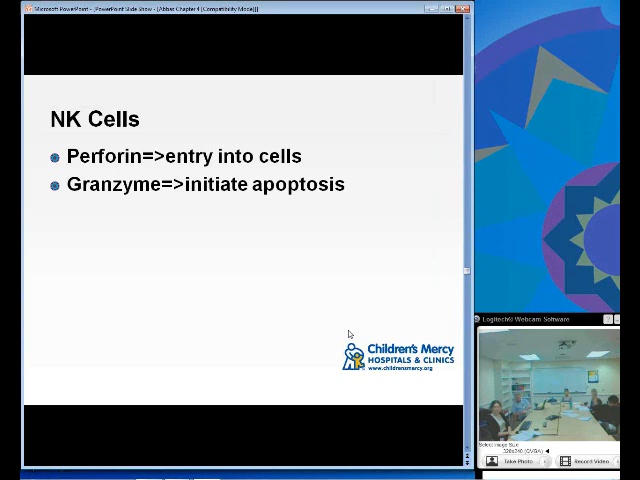 Microsoft PowerPoint - [PowerPoint Slide Show - [Abbas Chapter 4 [Compatibility Mode]]]
NK Cells
Perforin=>entry into cells
Granzyme=>initiate apoptosis
Children's Mercy
HOSPITALS & CLINICS
www.childrensmercy.org
Logitech® Webcam Software
Select Image Size
320x240 (QVGA)
Take Photo
Record Video